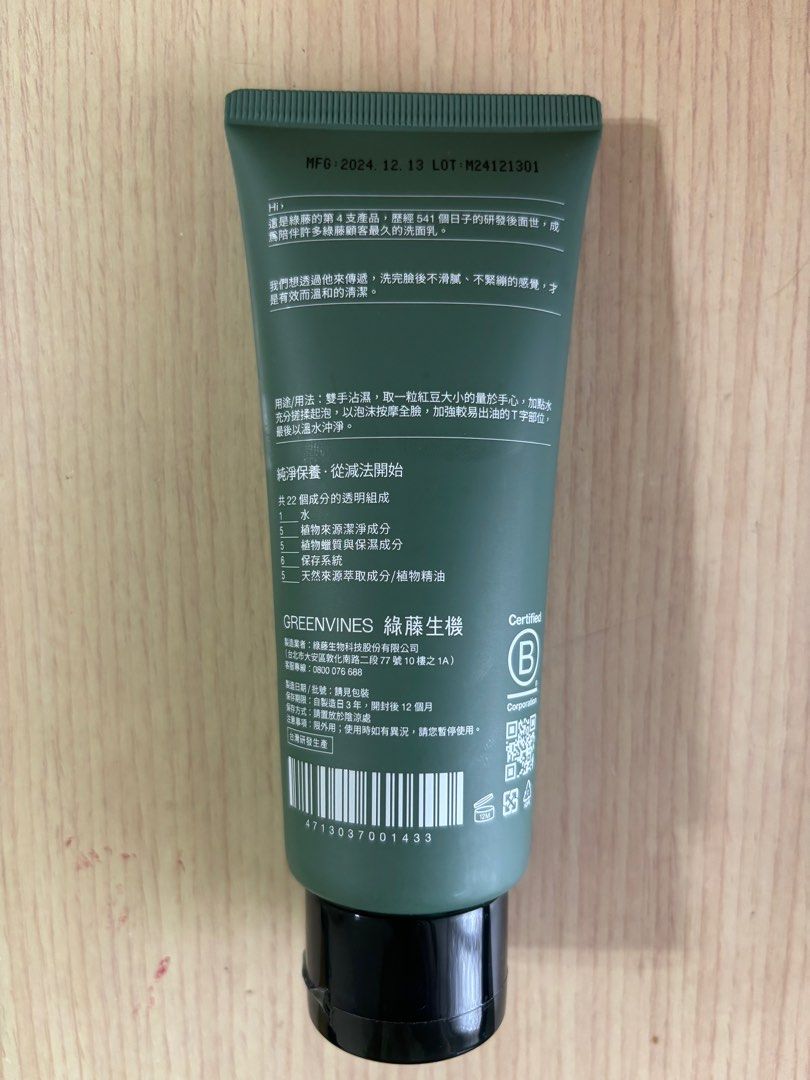 MFG:2024.12.13 LOT:M24121301
Hi,
這是綠藤的第 4 支產品,歷經 541 個日子的研發後面世,成
為陪伴許多綠藤顧客最久的洗面乳。
我們想透過他來傳遞,洗完臉後不滑膩、不緊繃的感覺,才
是有效而溫和的清潔。
用途/用法:雙手沾濕,取一粒紅豆大小的量於手心,加點水
充分搓揉起泡,以泡沫按摩全臉,加強較易出油的T字部位,
最後以溫水沖淨。
純淨保養·從減法開始
共 22 個成分的透明組成
1 水
5 植物來源潔淨成分
5 植物蠟質與保濕成分
6 保存系統
5 天然來源萃取成分/植物精油
GREENVINES 綠藤生機
製造業者:綠藤生物科技股份有限公司
(台北市大安區敦化南路二段 77 號 10 樓之 1A)
客服專線:0800 076 688
製造日期/批號:請見包裝
保存期限:自製造日 3 年,開封後 12 個月
保存方式:請置放於陰涼處
注意事項:限外用;使用時如有異況,請您暫停使用。
台灣研發生產
Certified
B
Corporation
12M
4713037001433